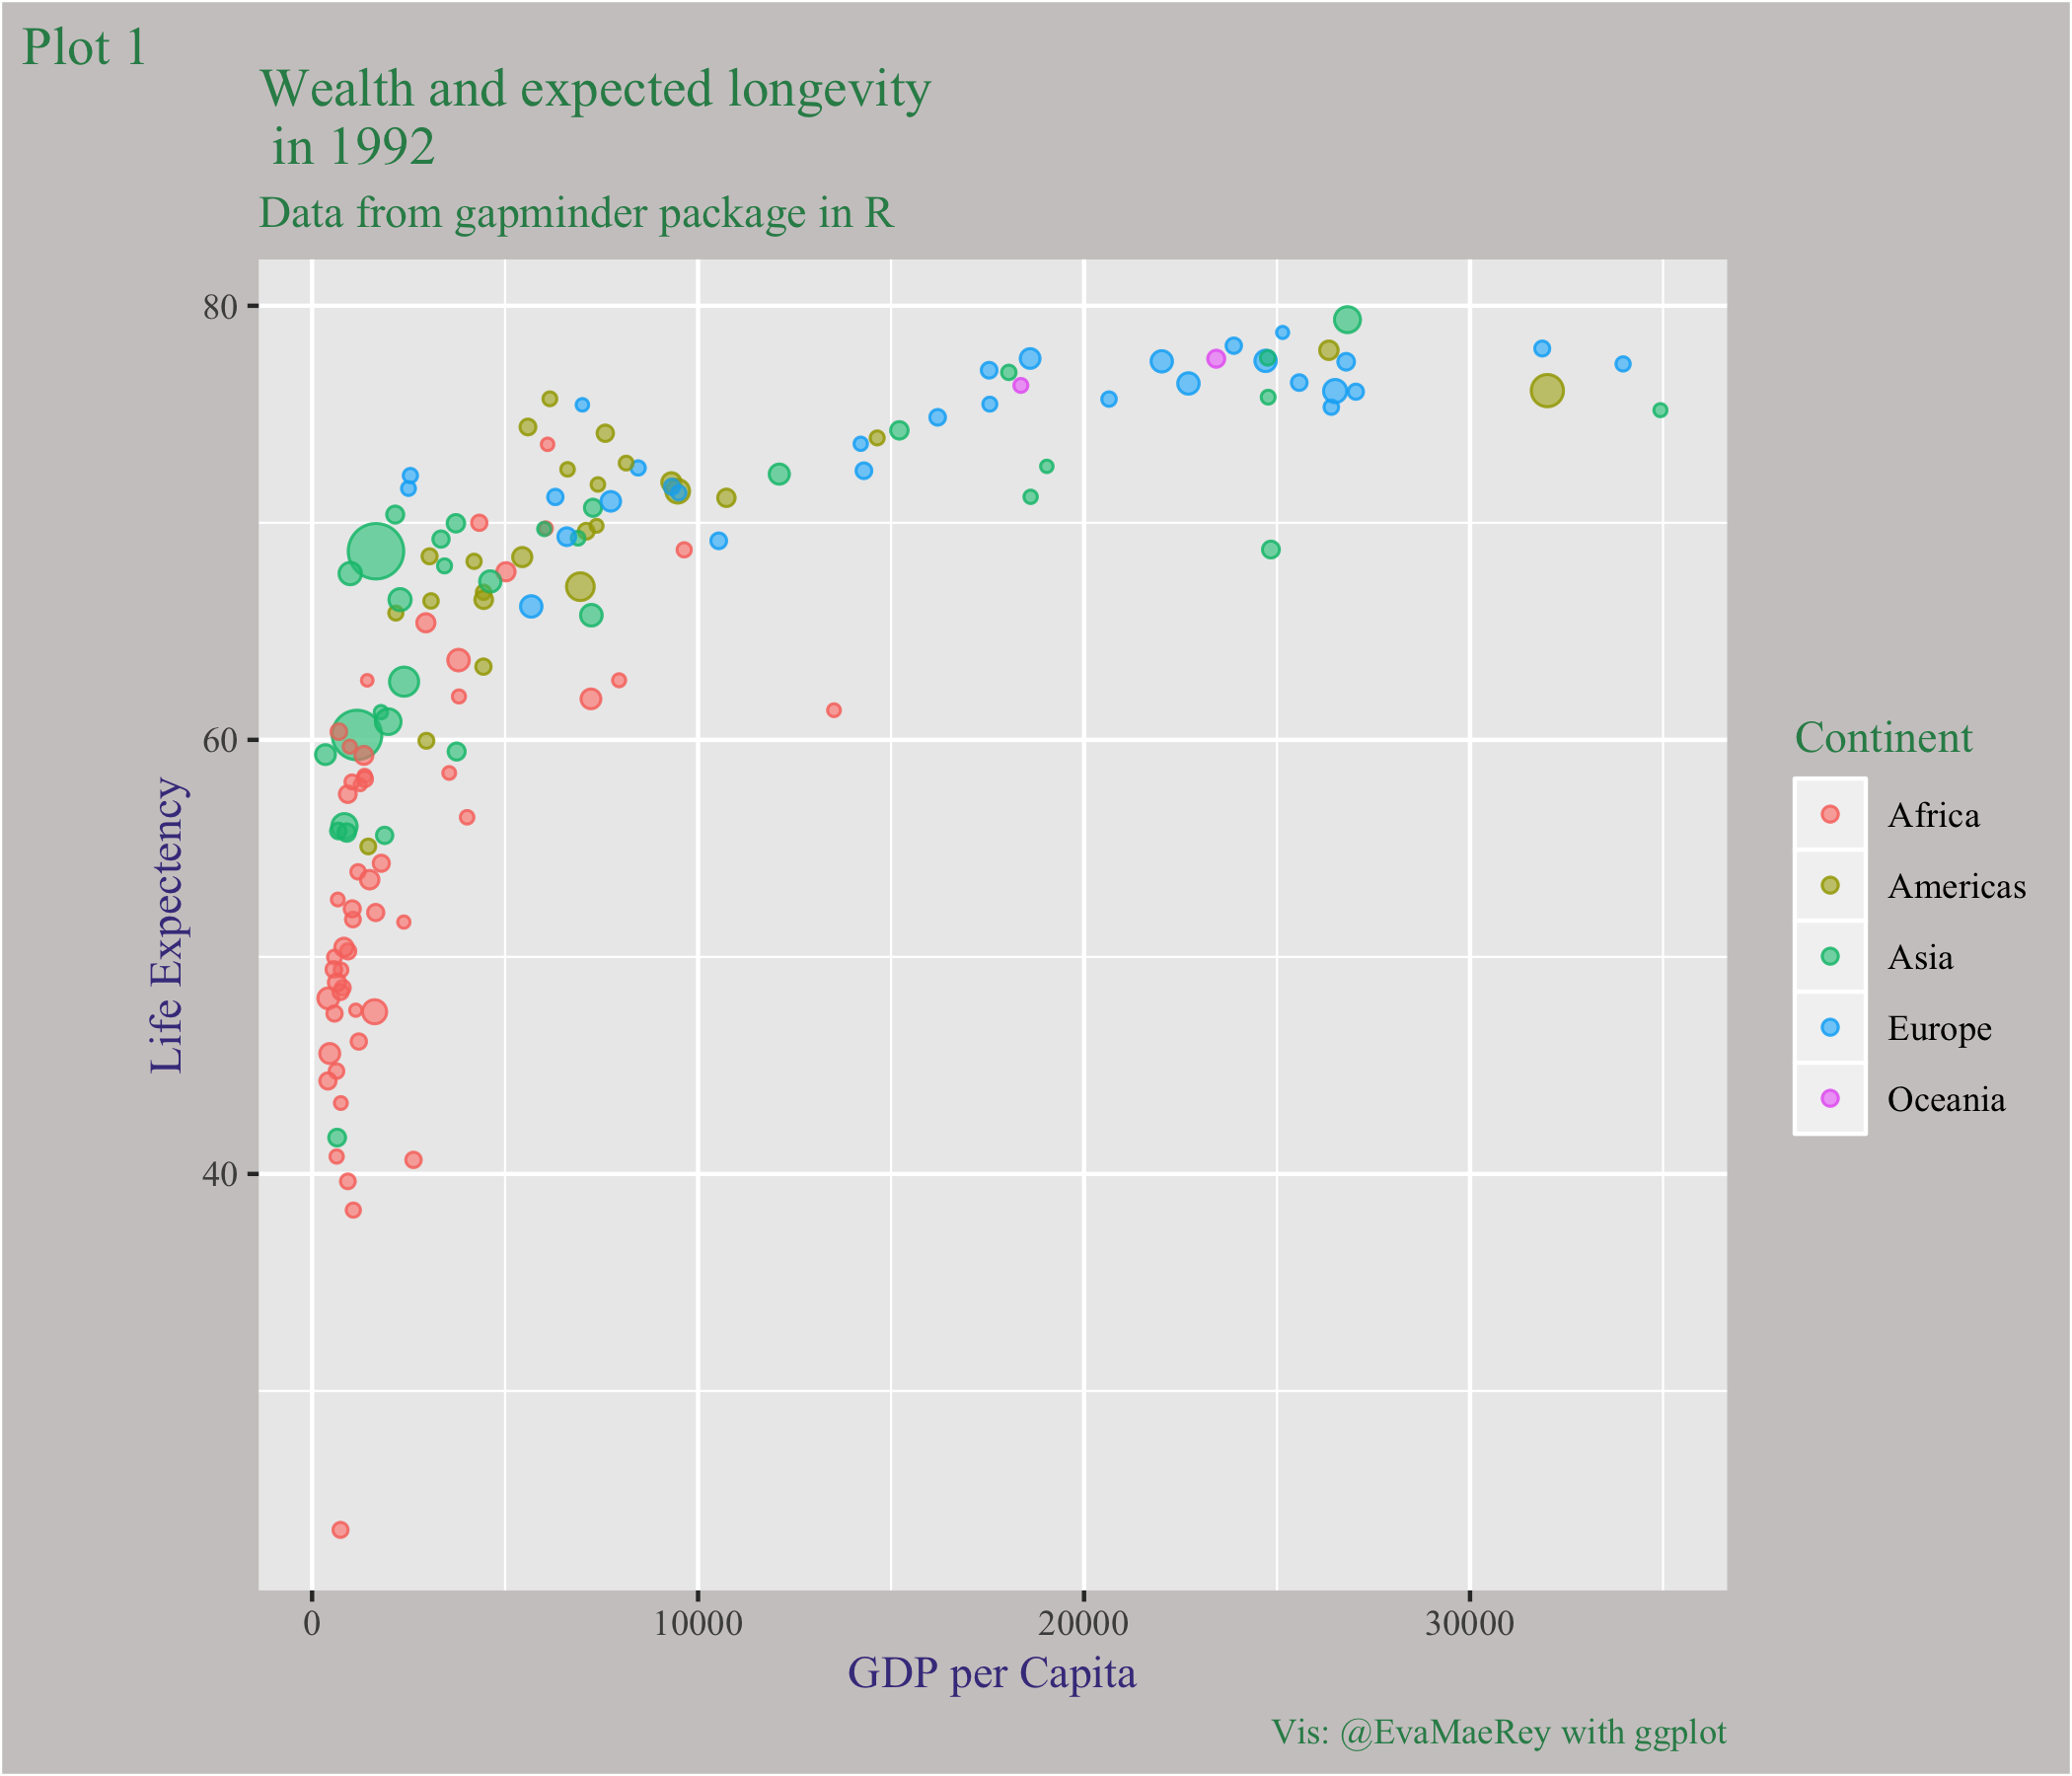 Plot 1
Wealth and expected longevity
in 1992
Data from gapminder package in R
80
60
40
Life Expectency
0 10000 20000 30000
GDP per Capita
Continent
Africa
Americas
Asia
Europe
Oceania
Vis: @EvaMaeRey with ggplot